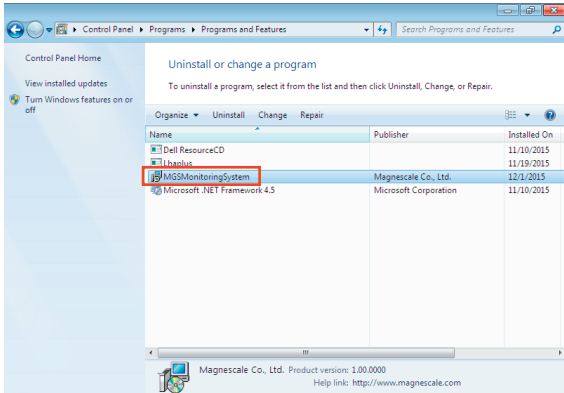 Control Panel Programs Programs and Features Search Programs and Features
Control Panel Home
View installed updates
Turn Windows features on or
off
Uninstall or change a program
To uninstall a program, select it from the list and then click Uninstall, Change, or Repair.
Organize Uninstall Change Repair
Name Publisher Installed On
Dell ResourceCD 11/10/2015
Lhaplus 11/19/2015
MGSMonitoringSystem Magnescale Co., Ltd. 12/1/2015
Microsoft .NET Framework 4.5 Microsoft Corporation 11/10/2015
Magnescale Co., Ltd. Product version: 1.00.0000
Help link: http://www.magnescale.com